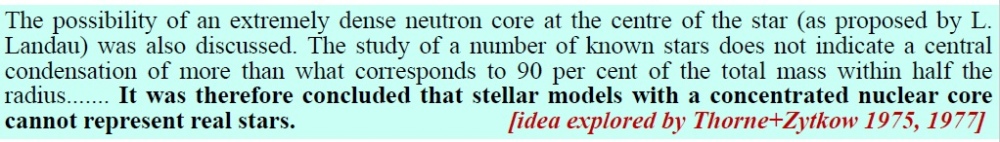 The possibility of an extremely dense neutron core at the centre of the star (as proposed by L.
Landau) was also discussed. The study of a number of known stars does not indicate a central
condensation of more than what corresponds to 90 per cent of the total mass within half the
radius....... It was therefore concluded that stellar models with a concentrated nuclear core
cannot represent real stars. [idea explored by Thorne+Zytkow 1975, 1977]